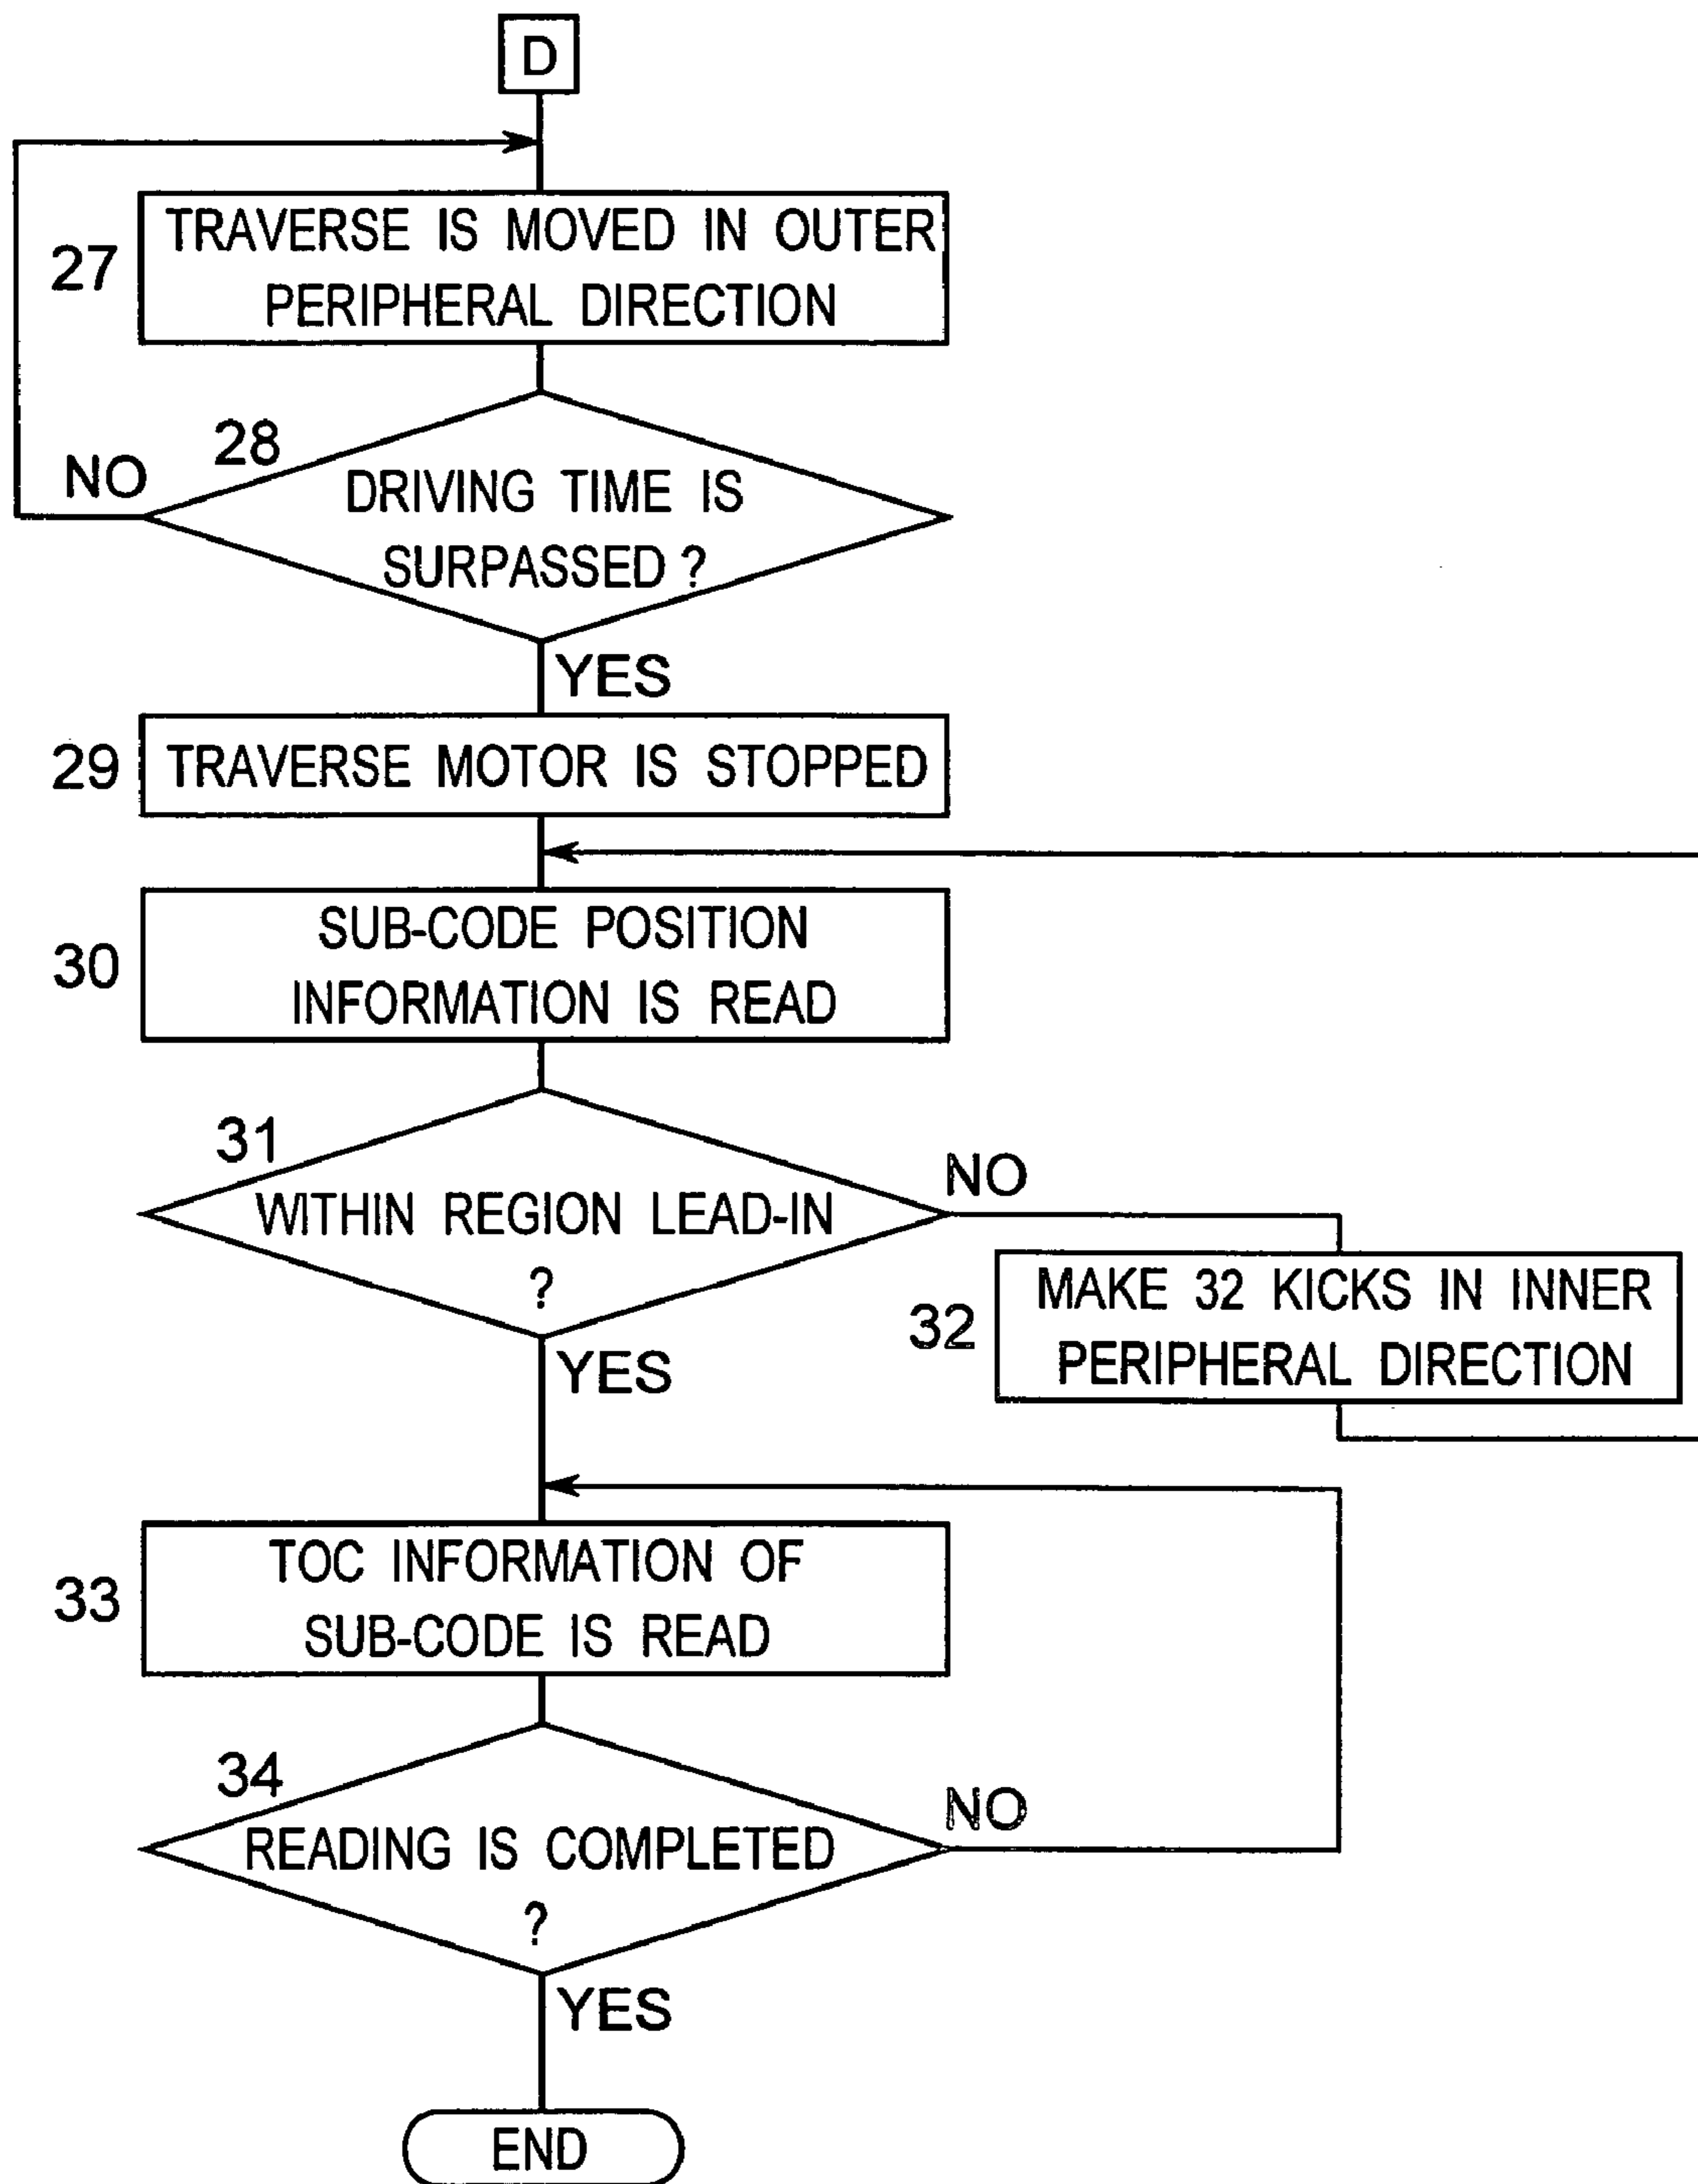 D
27
TRAVERSE IS MOVED IN OUTER
PERIPHERAL DIRECTION
28
NO
DRIVING TIME IS
SURPASSED ?
YES
29
TRAVERSE MOTOR IS STOPPED
30
SUB-CODE POSITION
INFORMATION IS READ
31
WITHIN REGION LEAD-IN
?
NO
YES
32
MAKE 32 KICKS IN INNER
PERIPHERAL DIRECTION
33
TOC INFORMATION OF
SUB-CODE IS READ
34
READING IS COMPLETED
?
NO
YES
END